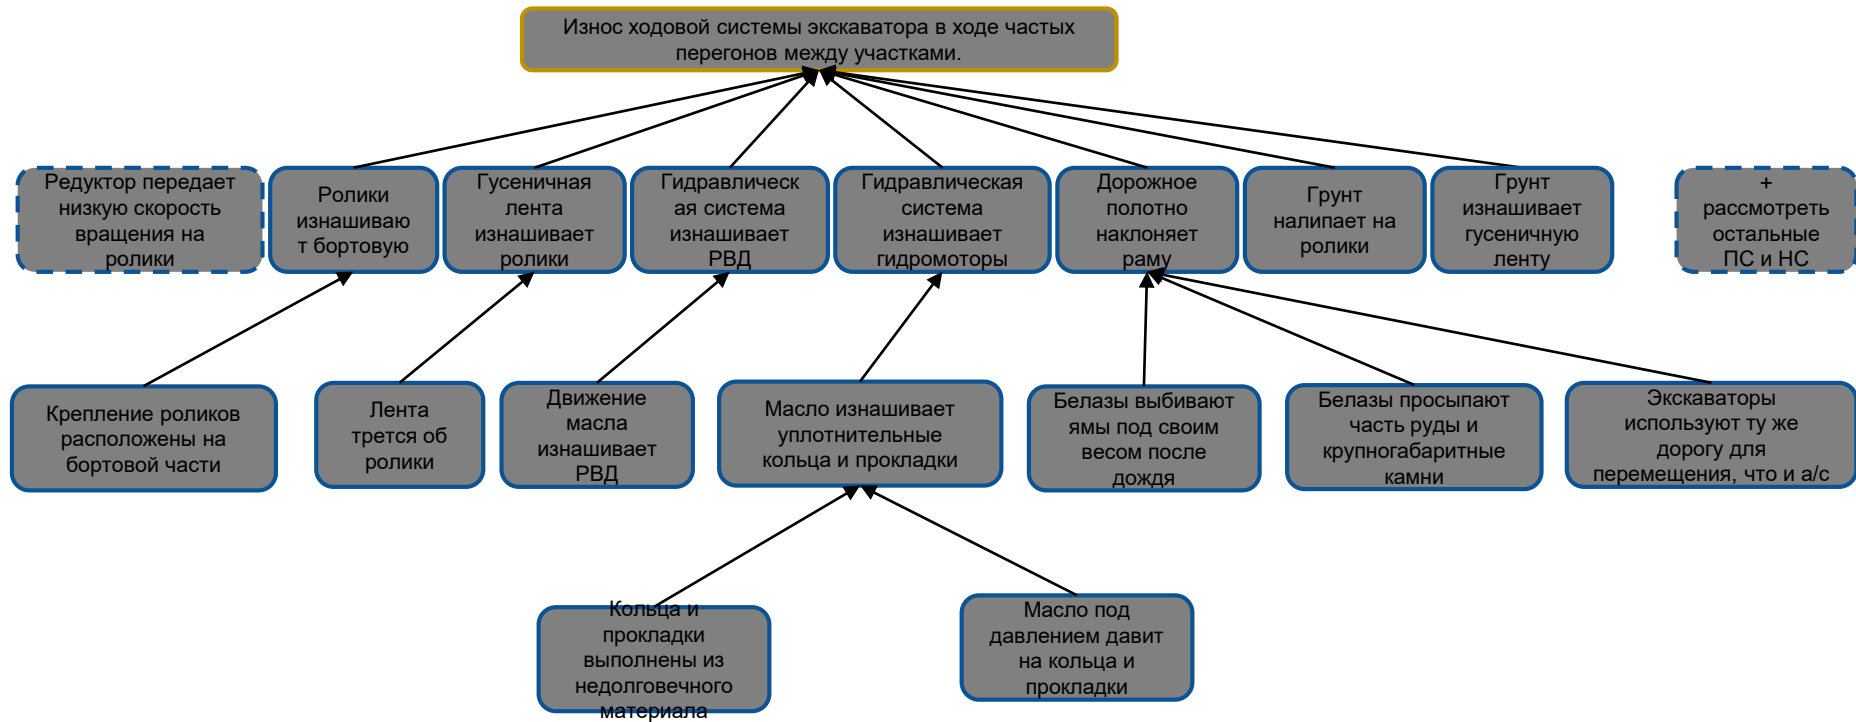 Износ ходовой системы экскаватора в ходе частых
перегонов между участками.
Редуктор передает
низкую скорость
вращения на
ролики
Ролики
изнашиваю
т бортовую
Гусеничная
лента
изнашивает
ролики
Гидравлическ
ая система
изнашивает
РВД
Гидравлическая
система
изнашивает
гидромоторы
Дорожное
полотно
наклоняет
раму
Грунт
налипает на
ролики
Грунт
изнашивает
гусеничную
ленту
+
рассмотреть
остальные
ПС и НС
Крепление роликов
расположены на
бортовой части
Лента
трется об
ролики
Движение
масла
изнашивает
РВД
Масло изнашивает
уплотнительные
кольца и прокладки
Белазы выбивают
ямы под своим
весом после
дождя
Белазы просыпают
часть руды и
крупногабаритные
камни
Экскаваторы
используют ту же
дорогу для
перемещения, что и а/с
Кольца и
прокладки
выполнены из
недолговечного
материала
Масло под
давлением давит
на кольца и
прокладки